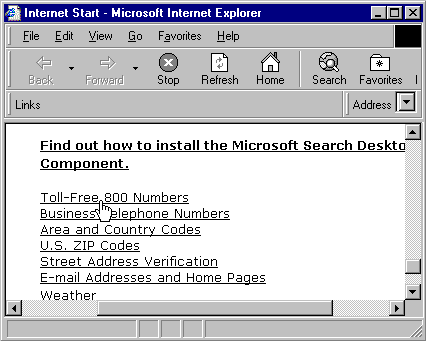 Internet Start - Microsoft Internet Explorer
File Edit View Go Favorites Help
Back Forward Stop Refresh Home Search Favorites
Links Address
Find out how to install the Microsoft Search Deskto
Component.
Toll-Free 800 Numbers
Business Telephone Numbers
Area and Country Codes
U.S. ZIP Codes
Street Address Verification
E-mail Addresses and Home Pages
Weather